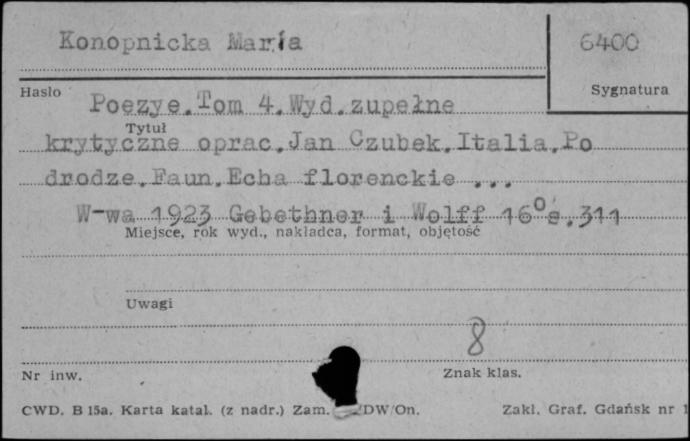 Konopnicka Maria
6400
Sygnatura
Hasło
Poezye.Tom 4.Wyd.zupełne
Tytuł
krytyczne oprac.Jan Czubek.Italia.Po
drodze.Faun.Echa florenckie ...
W-wa 1923 Gebethner i Wolff 16° s.311
Miejsce, rok wyd., nakładca, format, objętość
Uwagi
8
Nr inw.
Znak klas.
CWD. B 15a. Karta katal. (z nadr.) Zam. DW/On.
Zakł. Graf. Gdańsk nr 1